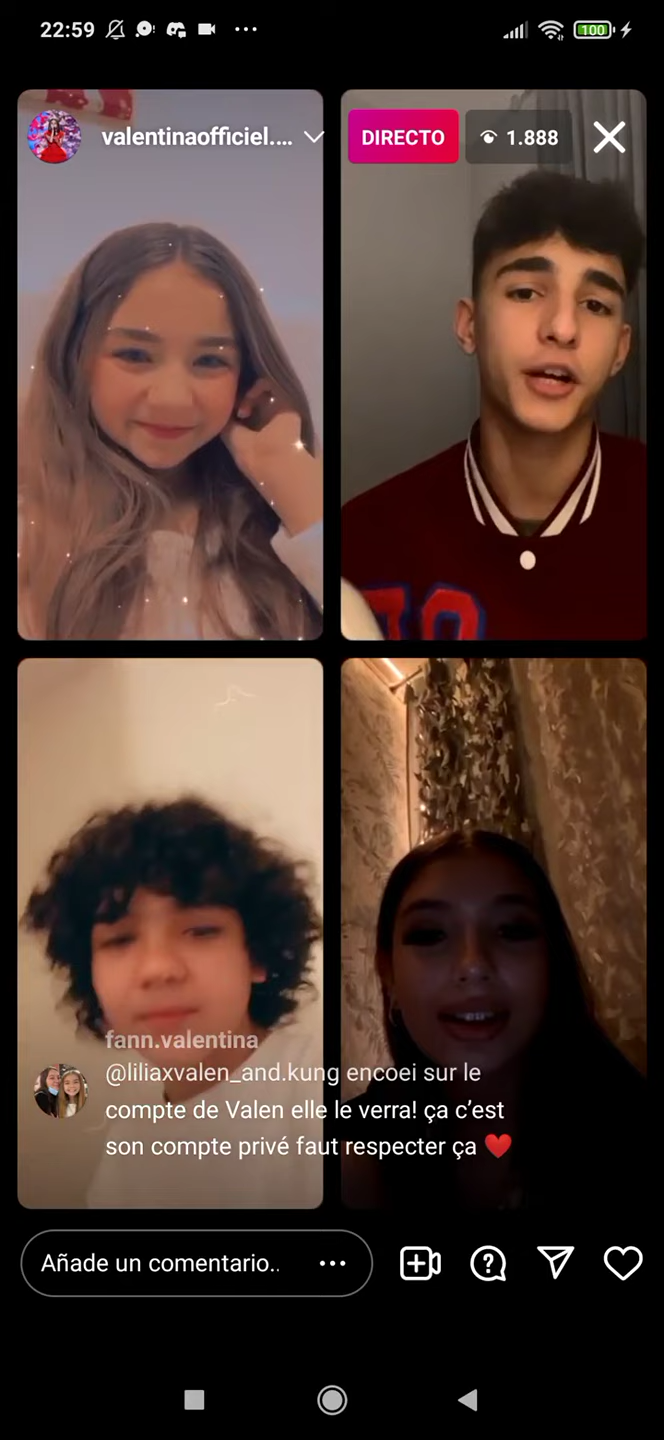 22:59
100
valentinaofficiel....
DIRECTO
1.888
fann.valentina
@liliaxvalen_and.kung encoei sur le
compte de Valen elle le verra! ça c’est
son compte privé faut respecter ça ❤️
Añade un comentario..